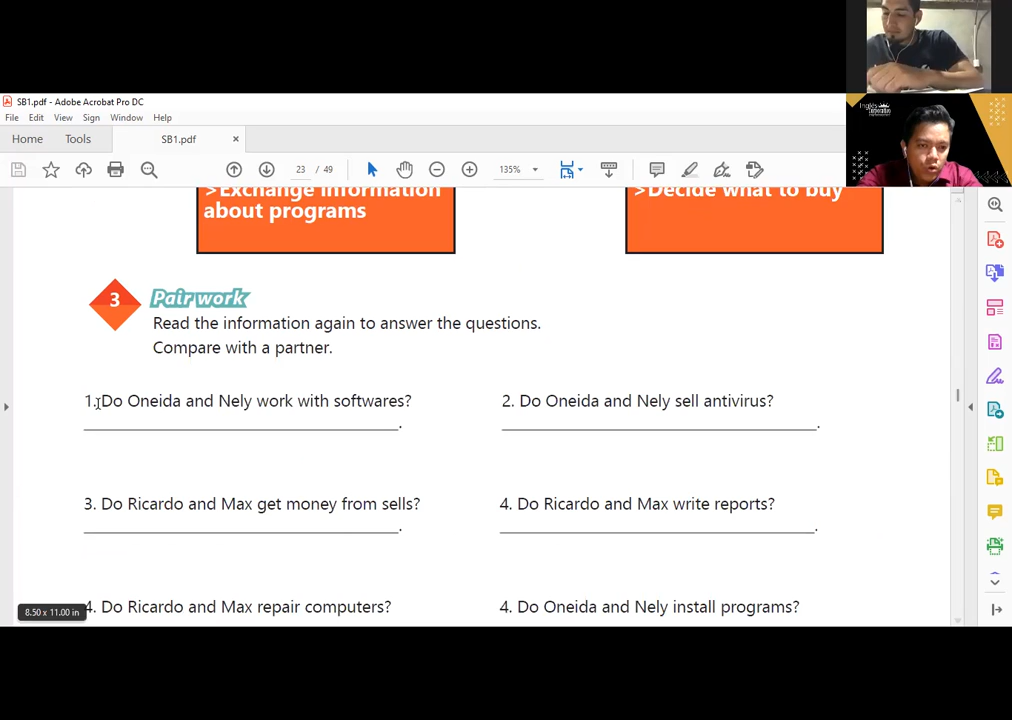 SB1.pdf - Adobe Acrobat Pro DC
File Edit View Sign Window Help
Home Tools SB1.pdf ×
23 / 49 135%
>Exchange information
about programs
>Decide what to buy
3 Pair work
Read the information again to answer the questions.
Compare with a partner.
1. Do Oneida and Nely work with softwares?
2. Do Oneida and Nely sell antivirus?
3. Do Ricardo and Max get money from sells?
4. Do Ricardo and Max write reports?
4. Do Ricardo and Max repair computers?
4. Do Oneida and Nely install programs?
8.50 x 11.00 in
Inglés
Corporativo